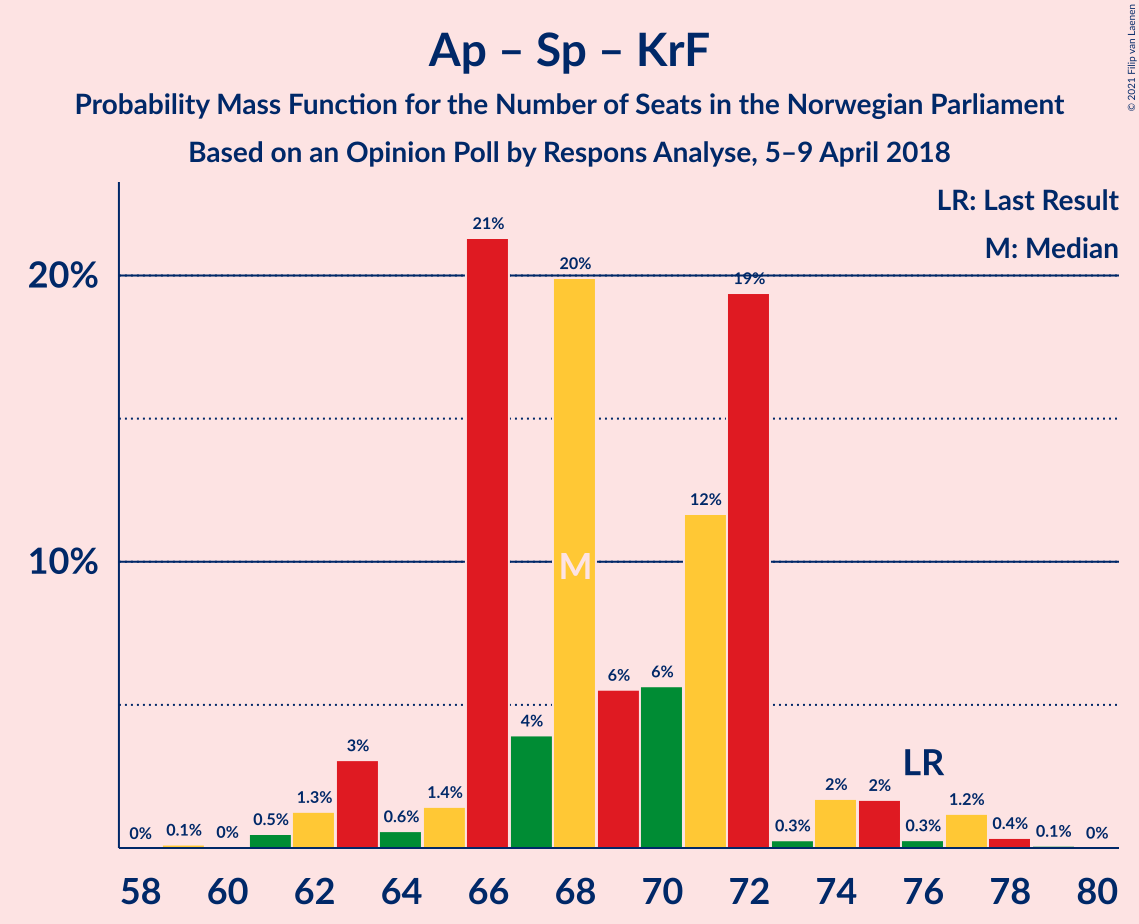 Ap – Sp – KrF
Probability Mass Function for the Number of Seats in the Norwegian Parliament
Based on an Opinion Poll by Respons Analyse, 5–9 April 2018
© 2021 Filip van Laenen
LR: Last Result
M: Median
20%
10%
0% 0.1% 0% 0.5% 1.3% 3% 0.6% 1.4% 21% 4% 20% 6% 6% 12% 19% 0.3% 2% 2% 0.3% 1.2% 0.4% 0.1% 0%
M
LR
58 60 62 64 66 68 70 72 74 76 78 80